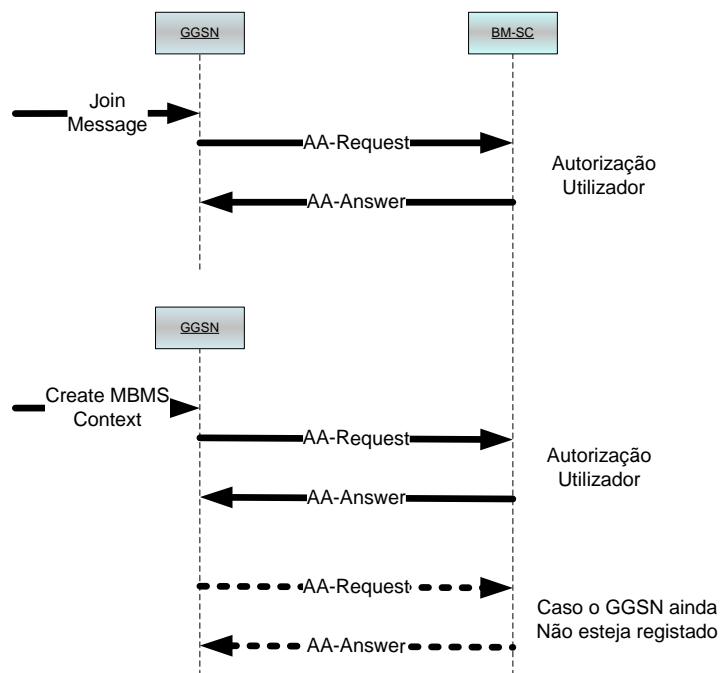 GGSN
BM-SC
Join
Message
AA-Request
Autorização
Utilizador
AA-Answer
GGSN
Create MBMS
Context
AA-Request
Autorização
Utilizador
AA-Answer
AA-Request
Caso o GGSN ainda
Não esteja registado
AA-Answer